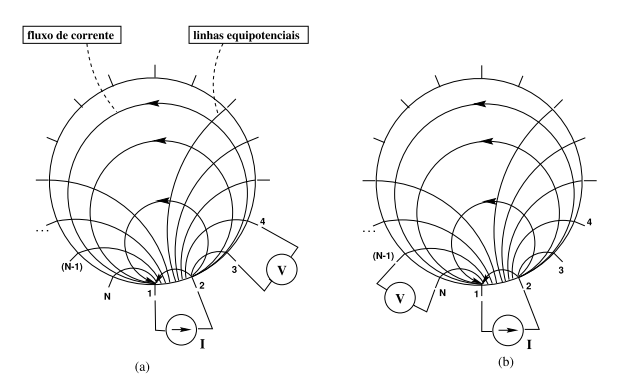 fluxo de corrente
linhas equipotenciais
4
3
V
2
1
N
(N-1)
...
I
(a)
4
3
2
1
N
(N-1)
...
V
I
(b)